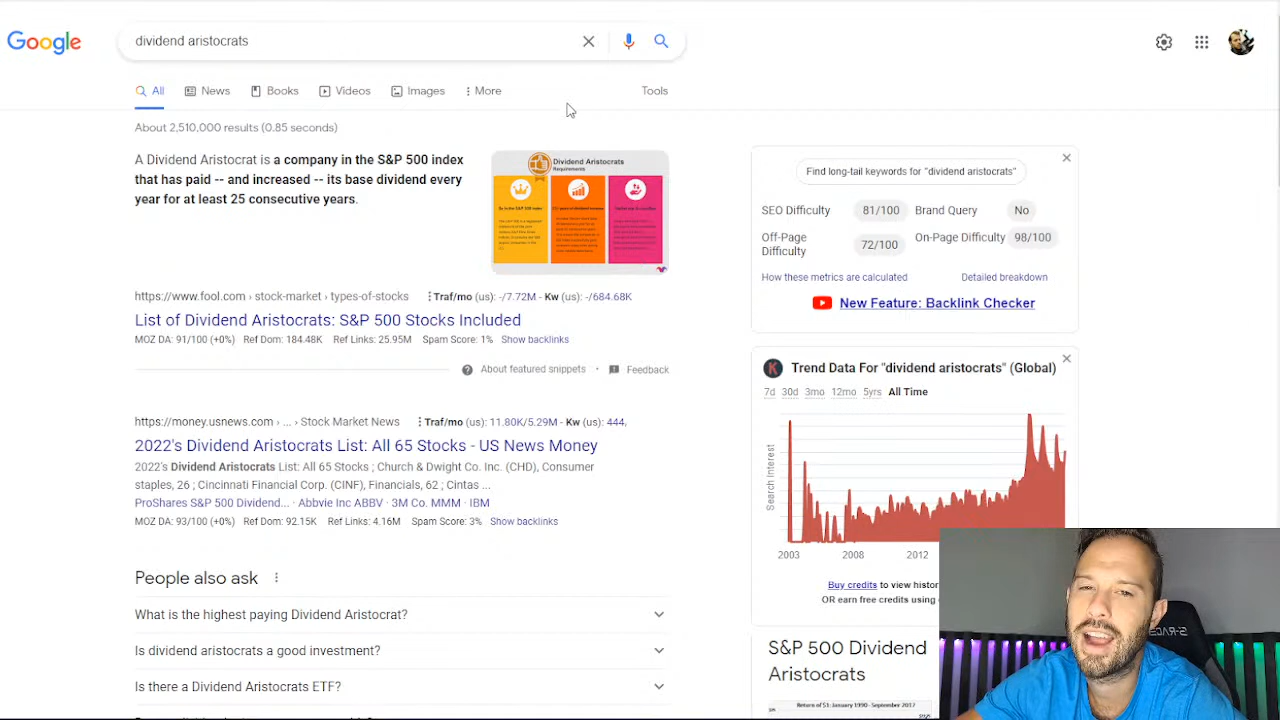 Google
dividend aristocrats
All
News
Books
Videos
Images
More
Tools
About 2,510,000 results (0.85 seconds)
A Dividend Aristocrat is a company in the S&P 500 index
that is paid -- and increased -- its base dividend every
year for at least 25 consecutive years.
Dividend Aristocrats
Requirements
https://www.fool.com › stock-market › types-of-stocks
Traf/mo (us): -/7.72M - Kw (us): -/684.68K
List of Dividend Aristocrats: S&P 500 Stocks Included
MOZ DA: 91/100 (+0%) Ref Dom: 184.48K Ref Links: 25.95M Spam Score: 1% Show backlinks
About featured snippets • Feedback
https://money.usnews.com › ... › Stock Market News
Traf/mo (us): 11.80K/5.29M - Kw (us): 444,
2022's Dividend Aristocrats List: All 65 Stocks - US News Money
2022's Dividend Aristocrats List: All 65 Stocks ; Church & Dwight Co. Inc. (CHD), Consumer
staples, 26 ; Cincinnati Financial Corp. (CINF), Financials, 62 ; Cintas ...
ProShares S&P 500 Dividend... · Abbvie Inc ABBV · 3M Co. MMM · IBM
MOZ DA: 93/100 (+0%) Ref Dom: 92.15K Ref Links: 4.16M Spam Score: 3% Show backlinks
People also ask
What is the highest paying Dividend Aristocrat?
Is dividend aristocrats a good investment?
Is there a Dividend Aristocrats ETF?
Find long-tail keywords for "dividend aristocrats"
SEO Difficulty 81/100 Brand Query No
Off-Page Difficulty 72/100 On-Page Difficulty 98/100
How these metrics are calculated Detailed breakdown
New Feature: Backlink Checker
K
Trend Data For "dividend aristocrats" (Global)
7d 30d 3mo 12mo 5yrs All Time
Search Interest
2003 2008 2012
Buy credits to view histor
OR earn free credits using
S&P 500 Dividend
Aristocrats
Return of $1: January 1990 - September 2017